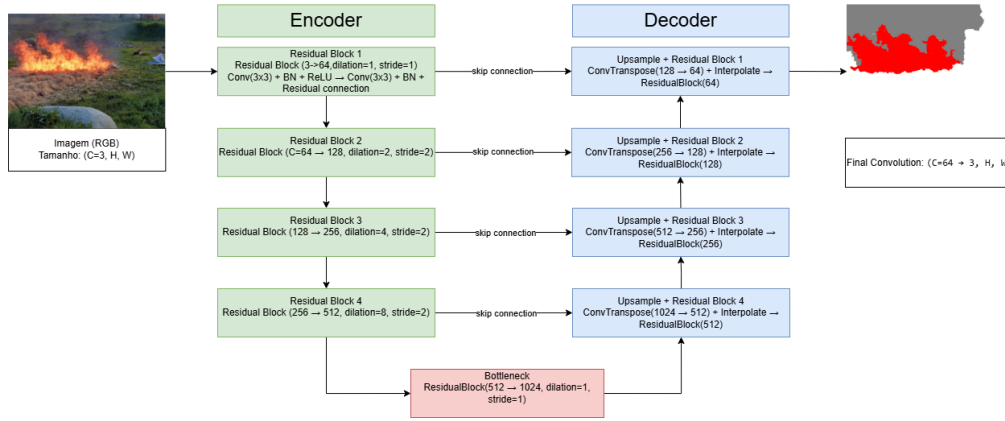 Encoder
Decoder
Residual Block 1
Residual Block (3->64,dilation=1, stride=1)
Conv(3x3) + BN + ReLU → Conv(3x3) + BN +
Residual connection
skip connection
Upsample + Residual Block 1
ConvTranspose(128 → 64) + Interpolate →
ResidualBlock(64)
Imagem (RGB)
Tamanho: (C=3, H, W)
Residual Block 2
Residual Block (C=64 → 128, dilation=2, stride=2)
skip connection
Upsample + Residual Block 2
ConvTranspose(256 → 128) + Interpolate →
ResidualBlock(128)
Final Convolution: (C=64 → 3, H, W
Residual Block 3
Residual Block (128 → 256, dilation=4, stride=2)
skip connection
Upsample + Residual Block 3
ConvTranspose(512 → 256) + Interpolate →
ResidualBlock(256)
Residual Block 4
Residual Block (256 → 512, dilation=8, stride=2)
skip connection
Upsample + Residual Block 4
ConvTranspose(1024 → 512) + Interpolate →
ResidualBlock(512)
Bottleneck
ResidualBlock(512 → 1024, dilation=1,
stride=1)